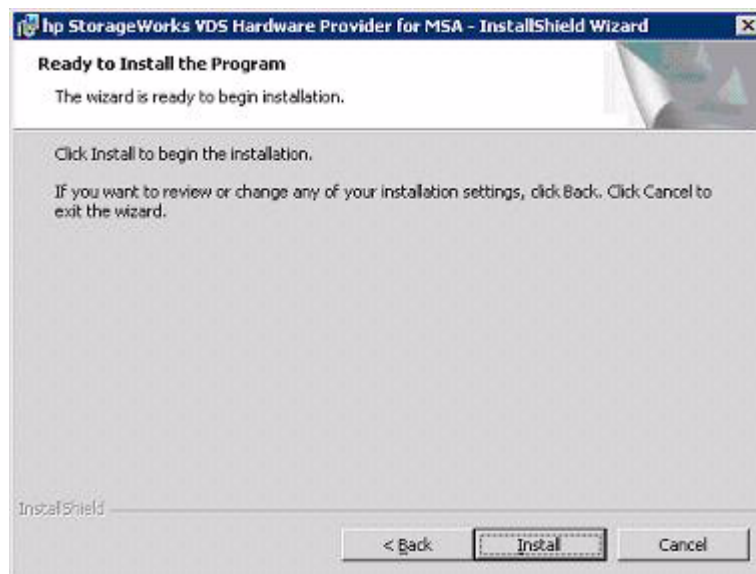 hp StorageWorks VDS Hardware Provider for MSA - InstallShield Wizard
Ready to Install the Program
The wizard is ready to begin installation.
Click Install to begin the installation.
If you want to review or change any of your installation settings, click Back. Click Cancel to
exit the wizard.
InstallShield
< Back
Install
Cancel